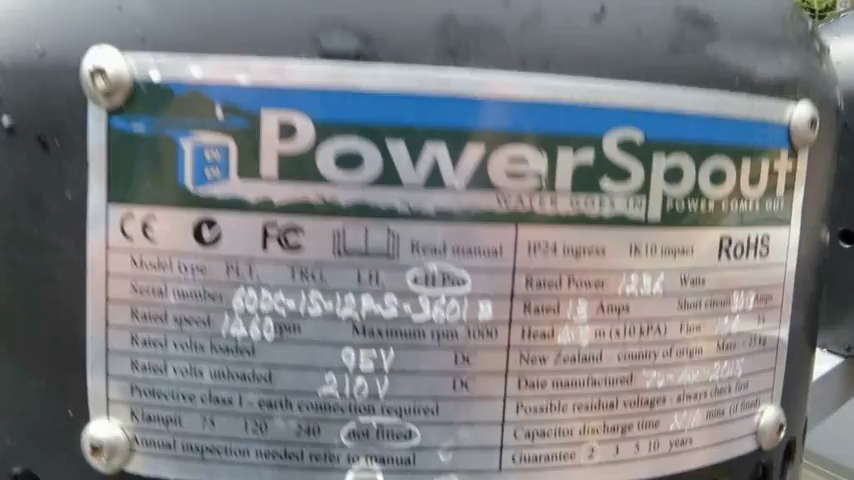 PowerSpout
WATER GOES IN POWER COMES OUT
CE FCC Read manual IP24 ingress IK10 impact RoHS
Model type PLT. TRG. LH. LH Pro
Rated Power Watts
Serial number
Rated Amps Short circuit Amps
Rated speed 1460 rpm Maximum rpm 3000
Head m (x10 kPA) Flow
Rated volts loaded 95V DC
New Zealand - country of origin Mass - 25kg
Rated volts unloaded 210V DC
Date manufactured
Protective class I - earth connection required
Possible residual voltages - always check first
Klampit 75 120 240 not fitted
Capacitor discharge time N/A mins (if fitted)
Annual inspection needed refer to manual
Guarantee 2 3 5 10 years